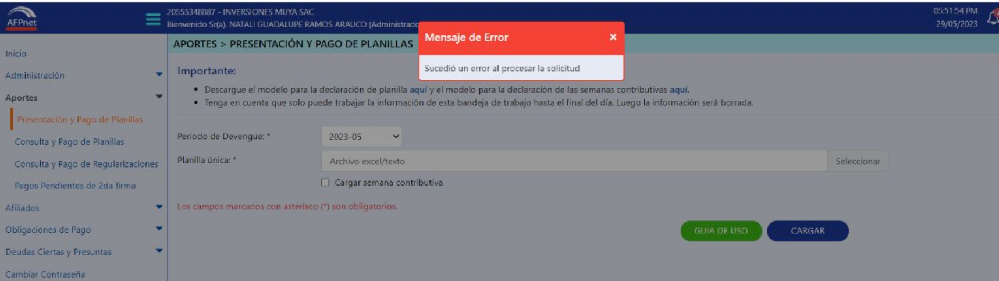 AFPnet
20555348887 - INVERSIONES MUYA SAC
Bienvenido Sr(a). NATALI GUADALUPE RAMOS ARAUCO (Administrado
05:51:54 PM
29/05/2023
Mensaje de Error ×
Sucedió un error al procesar la solicitud
Inicio
Administración
Aportes
Presentación y Pago de Planillas
Consulta y Pago de Planillas
Consulta y Pago de Regularizaciones
Pagos Pendientes de 2da firma
Afiliados
Obligaciones de Pago
Deudas Ciertas y Presuntas
Cambiar Contraseña
APORTES > PRESENTACIÓN Y PAGO DE PLANILLAS
Importante:
• Descargue el modelo para la declaración de planilla aquí y el modelo para la declaración de las semanas contributivas aquí.
• Tenga en cuenta que solo puede trabajar la información de esta bandeja de trabajo hasta el final del día. Luego la información será borrada.
Periodo de Devengue: * 2023-05
Planilla única: * Archivo excel/texto Seleccionar
Cargar semana contributiva
Los campos marcados con asterisco (*) son obligatorios.
GUIA DE USO CARGAR